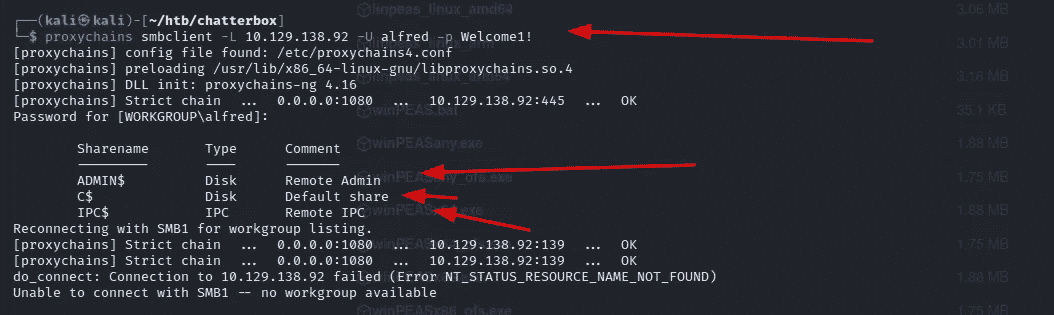 linpeas_linux_amd64 3.06 MB
┌──(kali㉿kali)-[~/htb/chatterbox]
└─$ proxychains smbclient -L 10.129.138.92 -U alfred -p Welcome1!
3.01 MB
[proxychains] config file found: /etc/proxychains4.conf
[proxychains] preloading /usr/lib/x86_64-linux-gnu/libproxychains.so.4
3.16 MB
[proxychains] DLL init: proxychains-ng 4.16
[proxychains] Strict chain ... 0.0.0.0:1080 ... 10.129.138.92:445 ... OK
winPEAS.bat 35.1 KB
Password for [WORKGROUP\alfred]:
winPEASany.exe 1.88 MB
Sharename Type Comment
--------- ---- -------
ADMIN$ Disk Remote Admin
winPEASany_ofs.exe 1.75 MB
C$ Disk Default share
IPC$ IPC Remote IPC
1.88 MB
Reconnecting with SMB1 for workgroup listing.
[proxychains] Strict chain ... 0.0.0.0:1080 ... 10.129.138.92:139 ... OK
1.75 MB
[proxychains] Strict chain ... 0.0.0.0:1080 ... 10.129.138.92:139 ... OK
do_connect: Connection to 10.129.138.92 failed (Error NT_STATUS_RESOURCE_NAME_NOT_FOUND)
1.86 MB
Unable to connect with SMB1 -- no workgroup available
winPEASx86_ofs.exe 1.75 MB